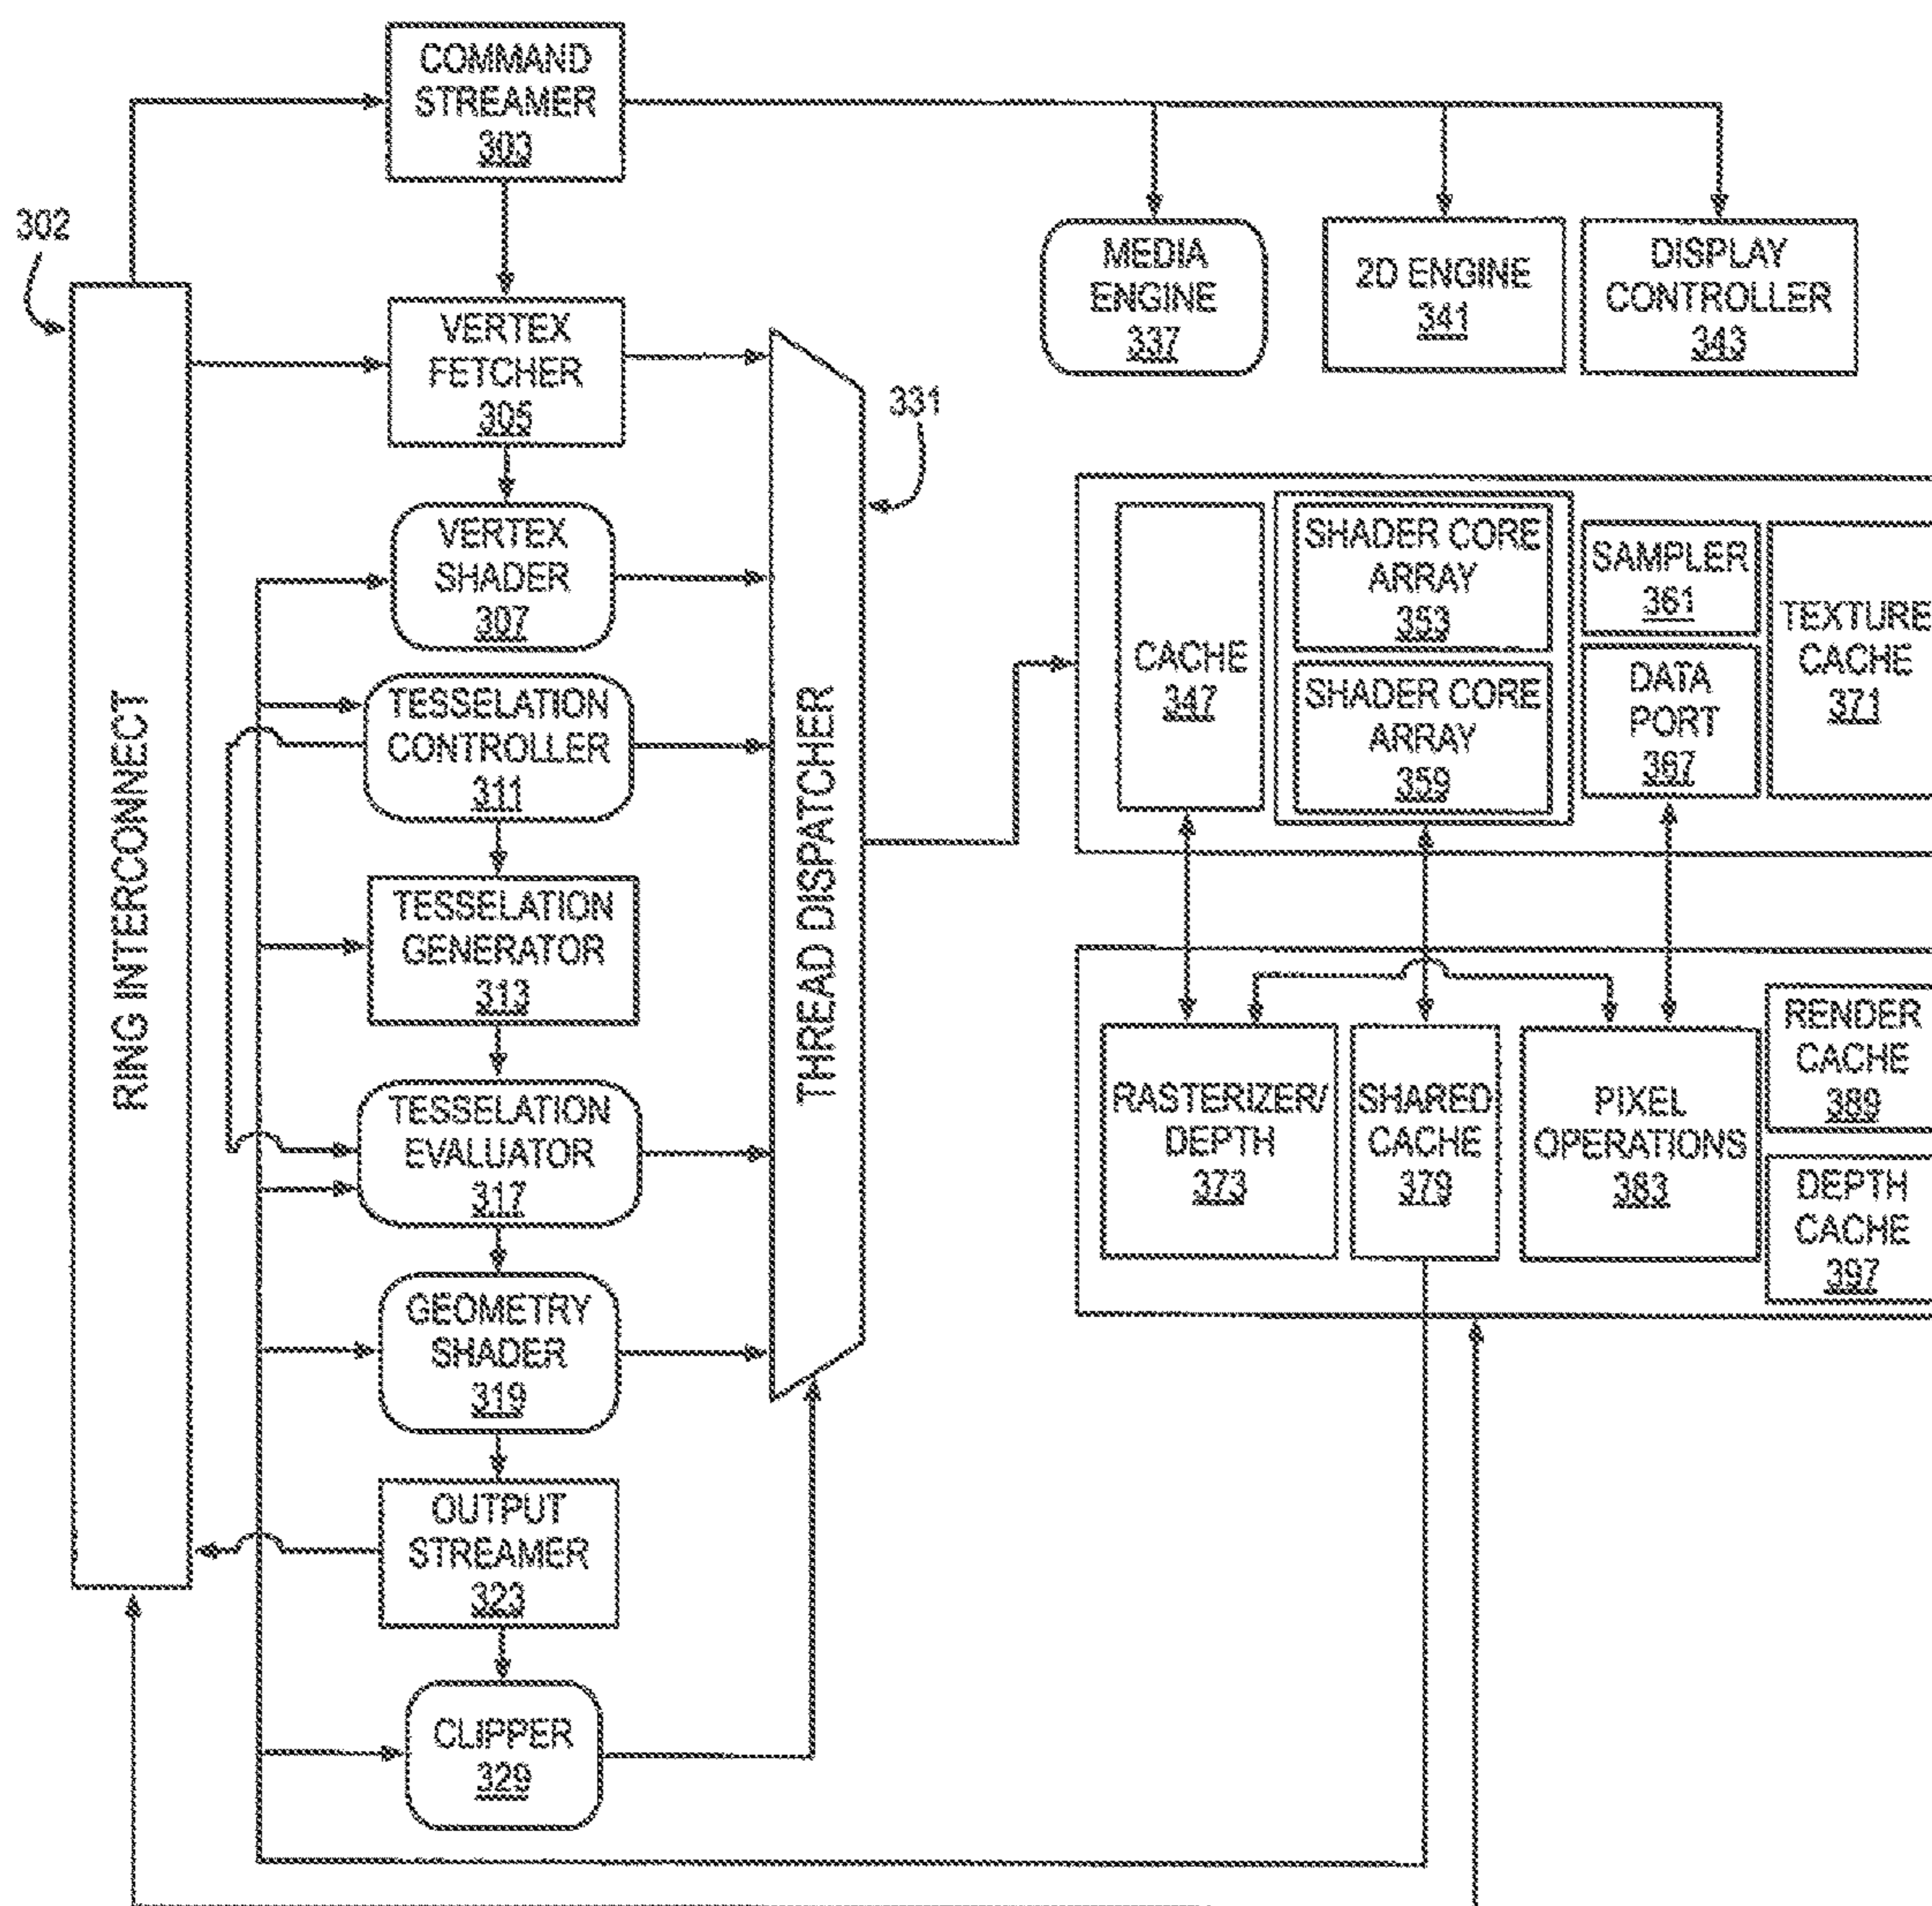 COMMAND
STREAMER
303
302
MEDIA
ENGINE
337
2D ENGINE
341
DISPLAY
CONTROLLER
343
RING INTERCONNECT
VERTEX
FETCHER
305
331
VERTEX
SHADER
307
TESSELATION
CONTROLLER
311
TESSELATION
GENERATOR
313
TESSELATION
EVALUATOR
317
GEOMETRY
SHADER
319
OUTPUT
STREAMER
323
CLIPPER
329
THREAD DISPATCHER
CACHE
347
SHADER CORE
ARRAY
353
SHADER CORE
ARRAY
359
SAMPLER
361
DATA
PORT
367
TEXTURE
CACHE
371
RASTERIZER/
DEPTH
373
SHARED
CACHE
379
PIXEL
OPERATIONS
383
RENDER
CACHE
389
DEPTH
CACHE
397